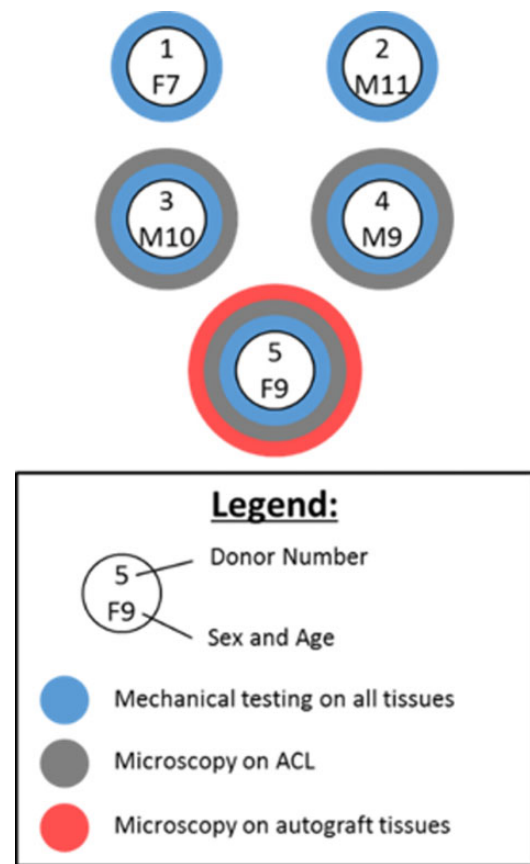 1
F7
2
M11
3
M10
4
M9
5
F9
Legend:
5
F9
Donor Number
Sex and Age
Mechanical testing on all tissues
Microscopy on ACL
Microscopy on autograft tissues